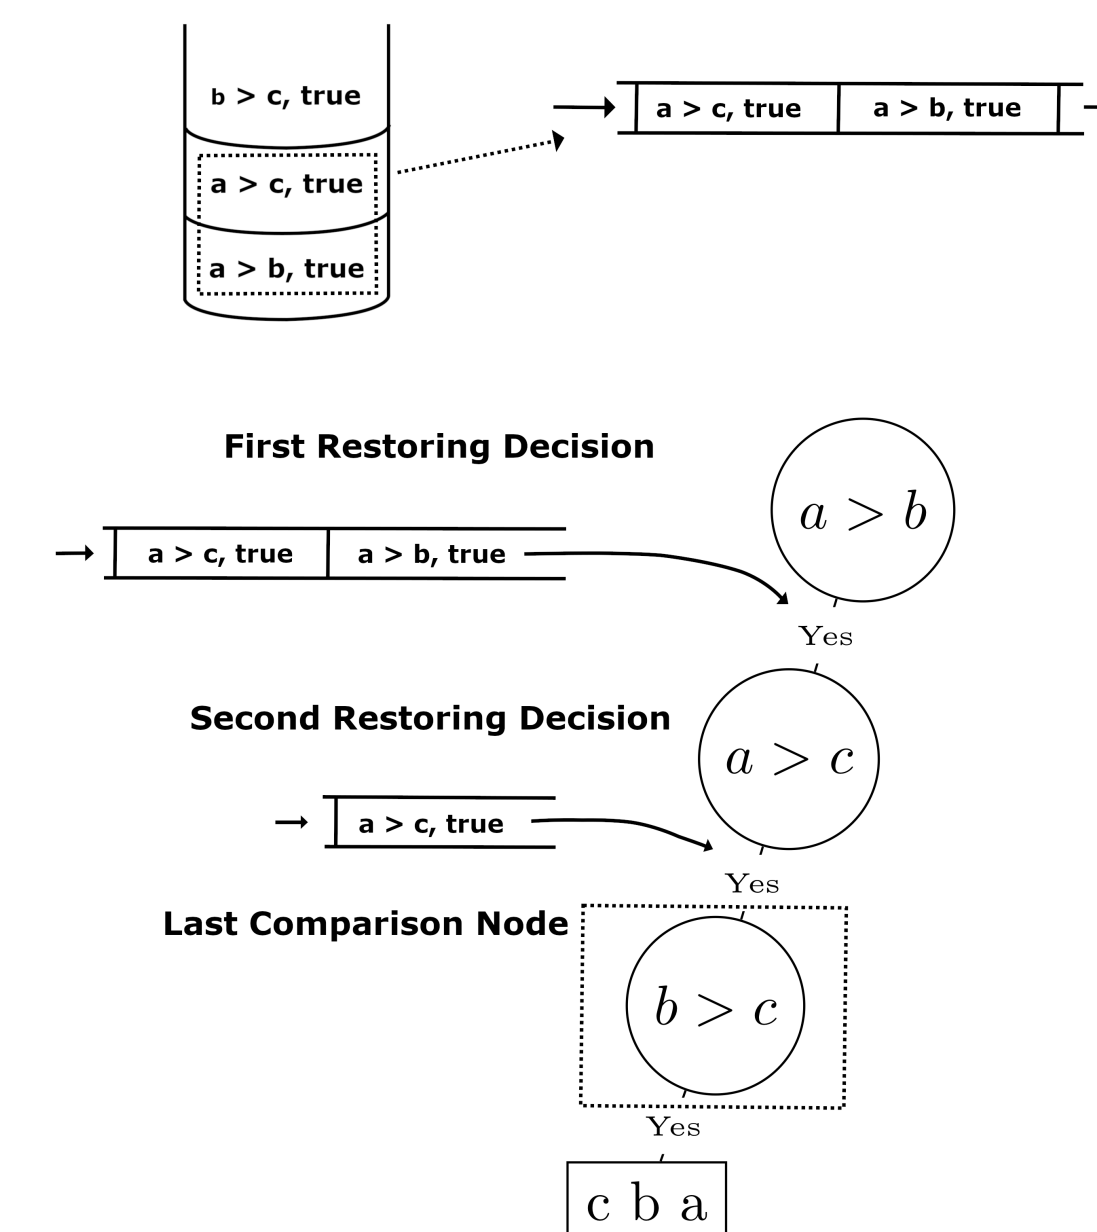 b > c, true
a > c, true
a > b, true
a > c, true
a > b, true
First Restoring Decision
a > b
a > c, true
a > b, true
Yes
Second Restoring Decision
a > c
a > c, true
Yes
Last Comparison Node
b > c
Yes
c b a